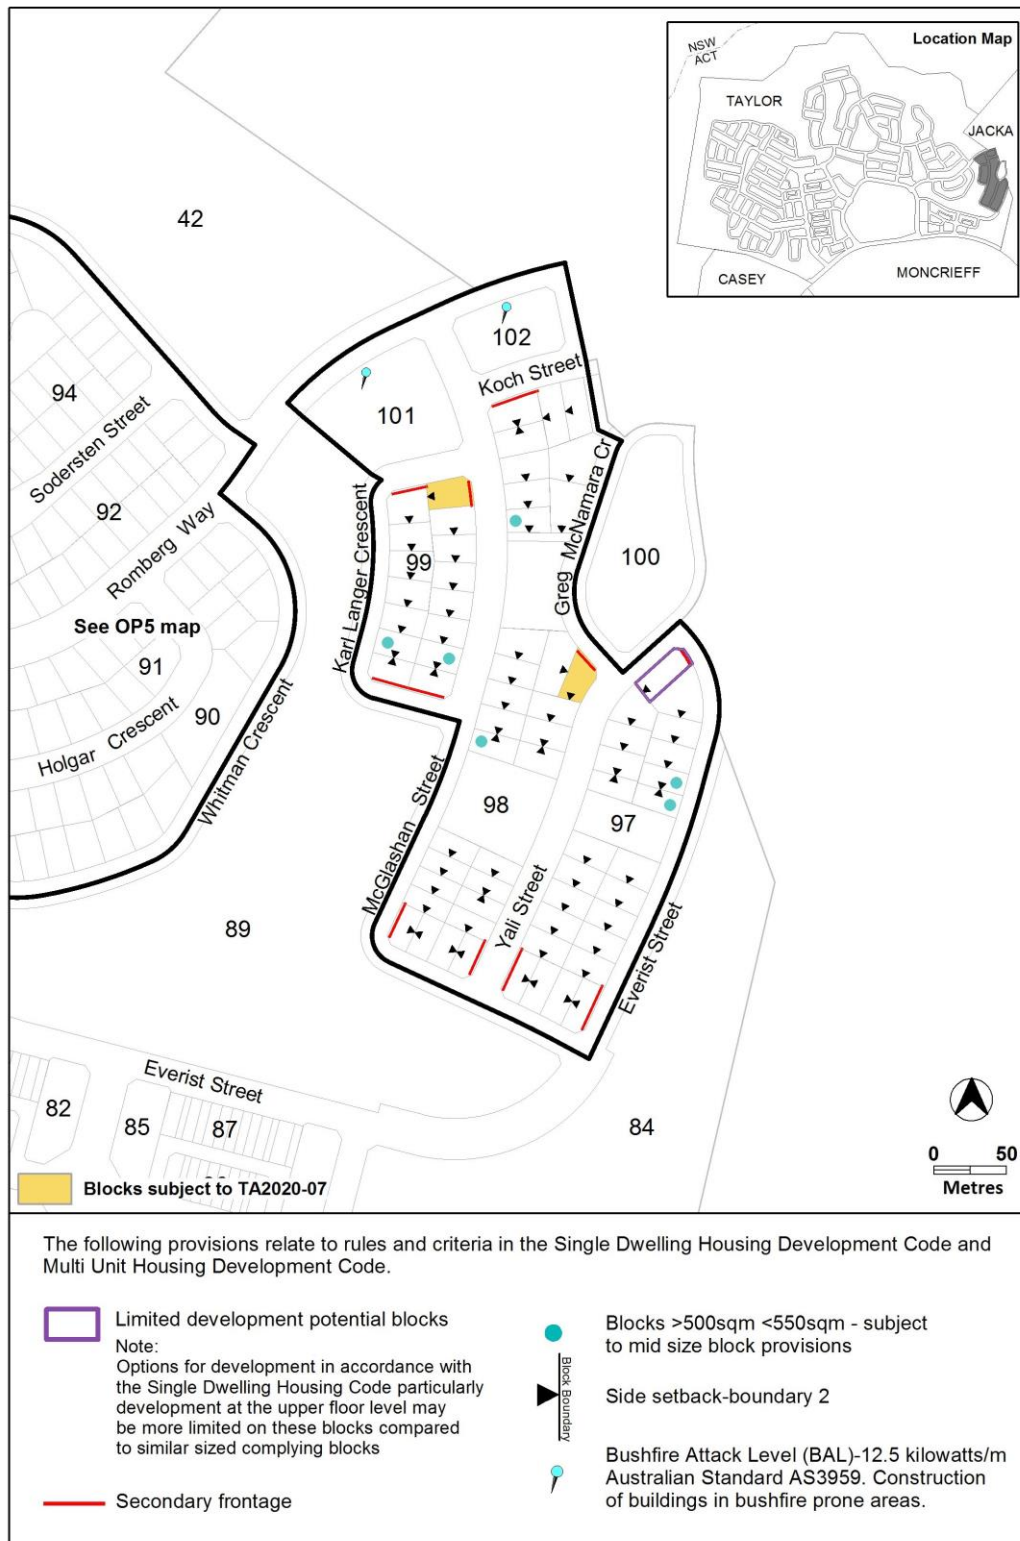 NSW
ACT
Location Map
TAYLOR
JACKA
CASEY
MONCRIEFF
42
102
Koch Street
101
94
Sodersten Street
92
Romberg Way
See OP5 map
91
90
Holgar Crescent
Whitman Crescent
Karl Langer Crescent
99
Greg McNamara Cr
100
98
97
McGlashan Street
Yali Street
Everist Street
89
Everist Street
82
85
87
84
0 50
Metres
Blocks subject to TA2020-07
The following provisions relate to rules and criteria in the Single Dwelling Housing Development Code and
Multi Unit Housing Development Code.
Limited development potential blocks
Note:
Options for development in accordance with
the Single Dwelling Housing Code particularly
development at the upper floor level may
be more limited on these blocks compared
to similar sized complying blocks
Secondary frontage
Blocks >500sqm <550sqm - subject
to mid size block provisions
Block Boundary
Side setback-boundary 2
Bushfire Attack Level (BAL)-12.5 kilowatts/m
Australian Standard AS3959. Construction
of buildings in bushfire prone areas.